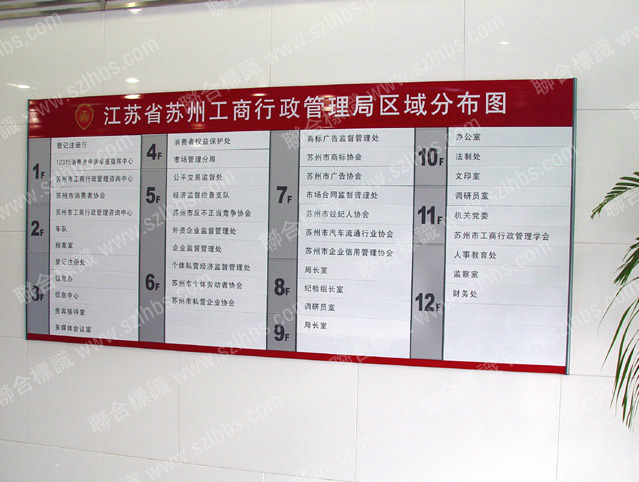 江苏省苏州工商行政管理局区域分布图
1F
登记注册厅
12315消费者申诉举报指挥中心
苏州市工商行政管理咨询中心
苏州市消费者协会
2F
苏州市工商行政管理咨询中心
车队
档案室
3F
登记注册处
信息办
信息中心
贵宾接待室
多媒体会议室
4F
消费者权益保护处
市场管理分局
5F
公平交易监督处
经济监督检查支队
苏州市反不正当竞争协会
6F
外资企业监督管理处
企业监督管理处
个体私营经济监督管理处
苏州市个体劳动者协会
苏州市私营企业协会
7F
商标广告监督管理处
苏州市商标协会
苏州市广告协会
市场合同监督管理处
苏州市经纪人协会
苏州市汽车流通行业协会
苏州市企业信用管理协会
8F
局长室
纪检组长室
调研员室
9F
局长室
10F
办公室
法制处
文印室
11F
调研员室
机关党委
苏州市工商行政管理学会
12F
人事教育处
监察室
财务处
聯合標識 www.szlhbs.com